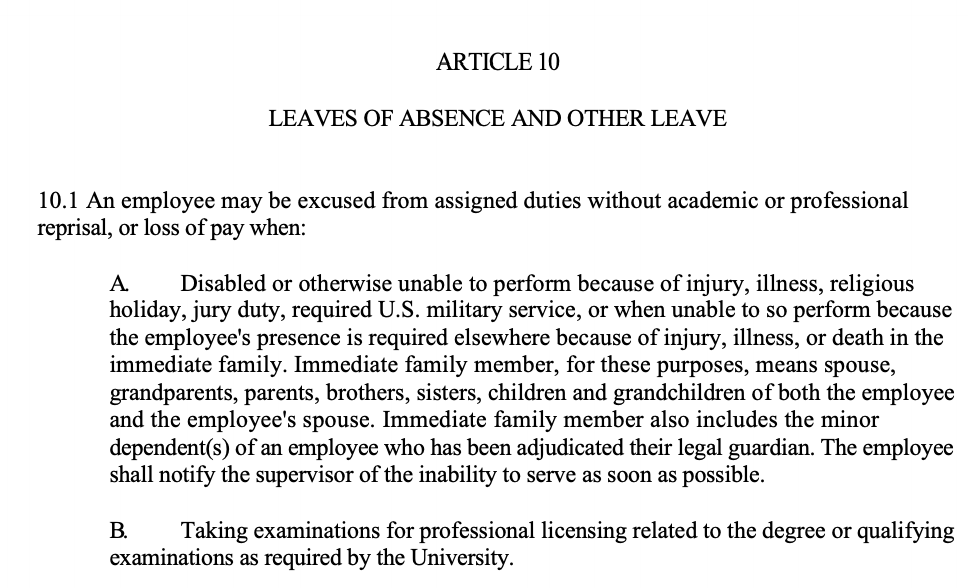 ARTICLE 10
LEAVES OF ABSENCE AND OTHER LEAVE
10.1 An employee may be excused from assigned duties without academic or professional
reprisal, or loss of pay when:
A. Disabled or otherwise unable to perform because of injury, illness, religious
holiday, jury duty, required U.S. military service, or when unable to so perform because
the employee's presence is required elsewhere because of injury, illness, or death in the
immediate family. Immediate family member, for these purposes, means spouse,
grandparents, parents, brothers, sisters, children and grandchildren of both the employee
and the employee's spouse. Immediate family member also includes the minor
dependent(s) of an employee who has been adjudicated their legal guardian. The employee
shall notify the supervisor of the inability to serve as soon as possible.
B. Taking examinations for professional licensing related to the degree or qualifying
examinations as required by the University.